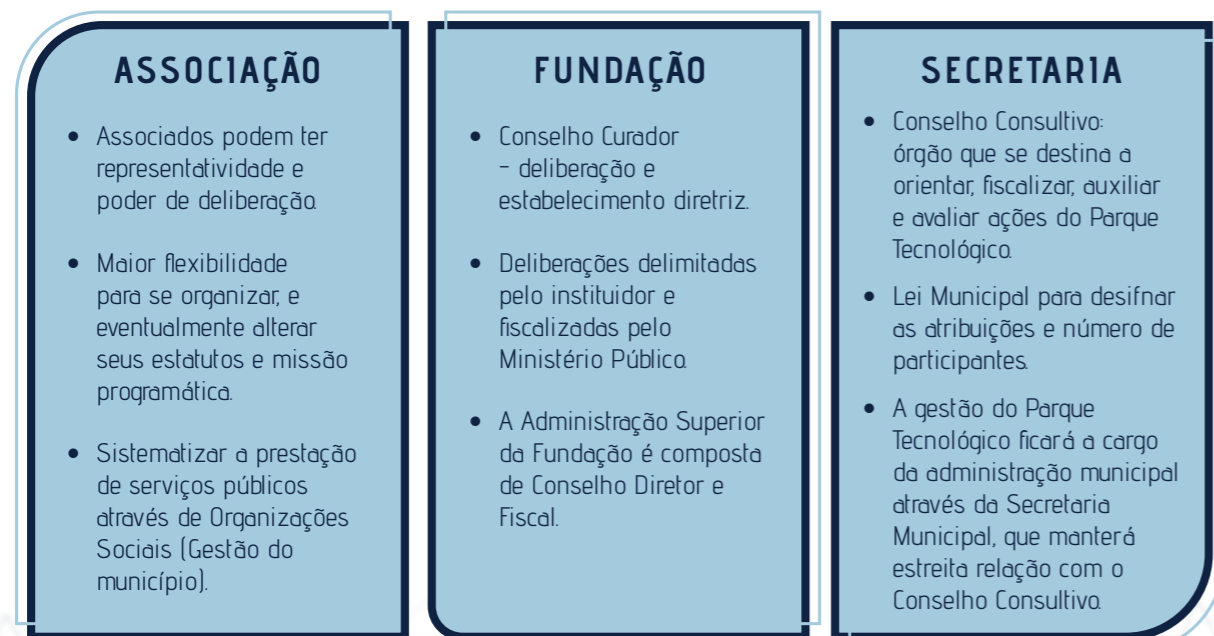 ASSOCIAÇÃO
• Associados podem ter
representatividade e
poder de deliberação.
• Maior flexibilidade
para se organizar, e
eventualmente alterar
seus estatutos e missão
programática.
• Sistematizar a prestação
de serviços públicos
através de Organizações
Sociais (Gestão do
município).
FUNDAÇÃO
• Conselho Curador
- deliberação e
estabelecimento diretriz.
• Deliberações delimitadas
pelo instituidor e
fiscalizadas pelo
Ministério Público.
• A Administração Superior
da Fundação é composta
de Conselho Diretor e
Fiscal.
SECRETARIA
• Conselho Consultivo:
órgão que se destina a
orientar, fiscalizar, auxiliar
e avaliar ações do Parque
Tecnológico.
• Lei Municipal para desifnar
as atribuições e número de
participantes.
• A gestão do Parque
Tecnológico ficará a cargo
da administração municipal
através da Secretaria
Municipal, que manterá
estreita relação com o
Conselho Consultivo.